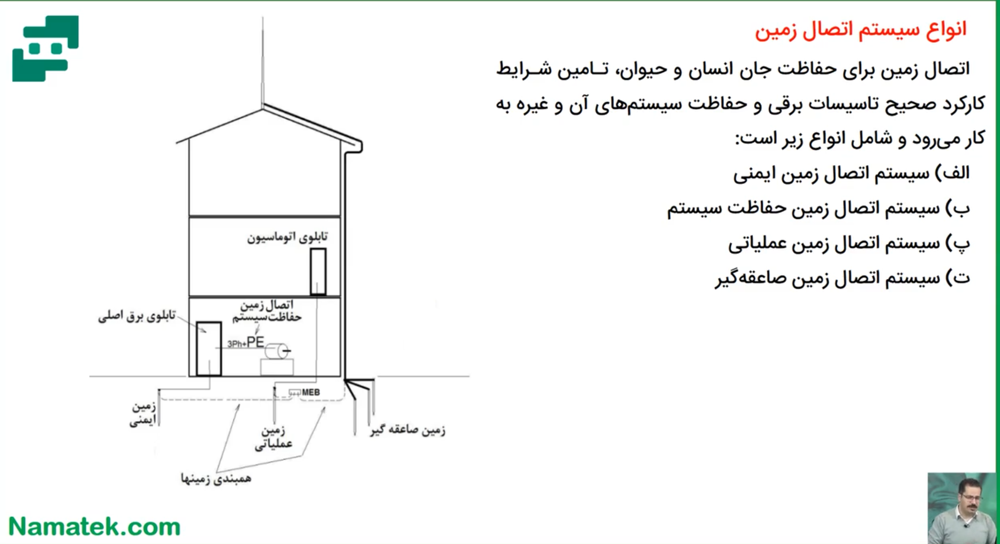 انواع سیستم اتصال زمین
اتصال زمین برای حفاظت جان انسان و حیوان، تـامین شـرایط
کارکرد صحیح تاسیسات برقی و حفاظت سیستم‌های آن و غیره به
کار می‌رود و شامل انواع زیر است:
الف) سیستم اتصال زمین ایمنی
ب) سیستم اتصال زمین حفاظت سیستم
پ) سیستم اتصال زمین عملیاتی
ت) سیستم اتصال زمین صاعقه‌گیر
تابلوی اتوماسیون
اتصال زمین
حفاظت سیستم
تابلوی برق اصلی
3Ph+PE
MEB
زمین
ایمنی
زمین
عملیاتی
زمین صاعقه گیر
همبندی زمینها
Namatek.com